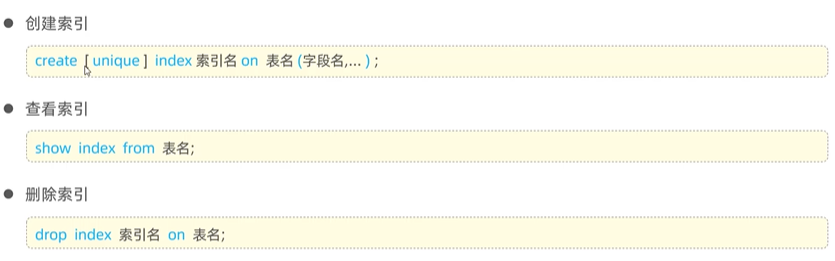 创建索引
create [ unique ] index 索引名 on 表名 (字段名,... ) ;
查看索引
show index from 表名;
删除索引
drop index 索引名 on 表名;